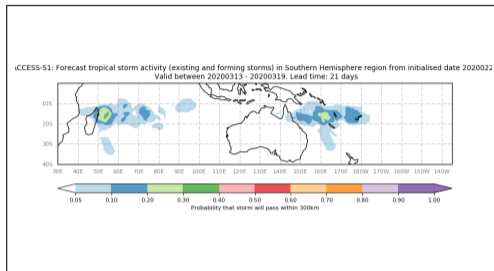 ACCESS-S1: Forecast tropical storm activity (existing and forming storms) in Southern Hemisphere region from initialised date 2020022
Valid between 20200313 - 20200319. Lead time: 21 days
10S
20S
30S
40S
30E 40E 50E 60E 70E 80E 90E 100E 110E 120E 130E 140E 150E 160E 170E 180E 170W 160W 150W 140W
0.05 0.10 0.20 0.30 0.40 0.50 0.60 0.70 0.80 0.90 1.00
Probability that storm will pass within 300km